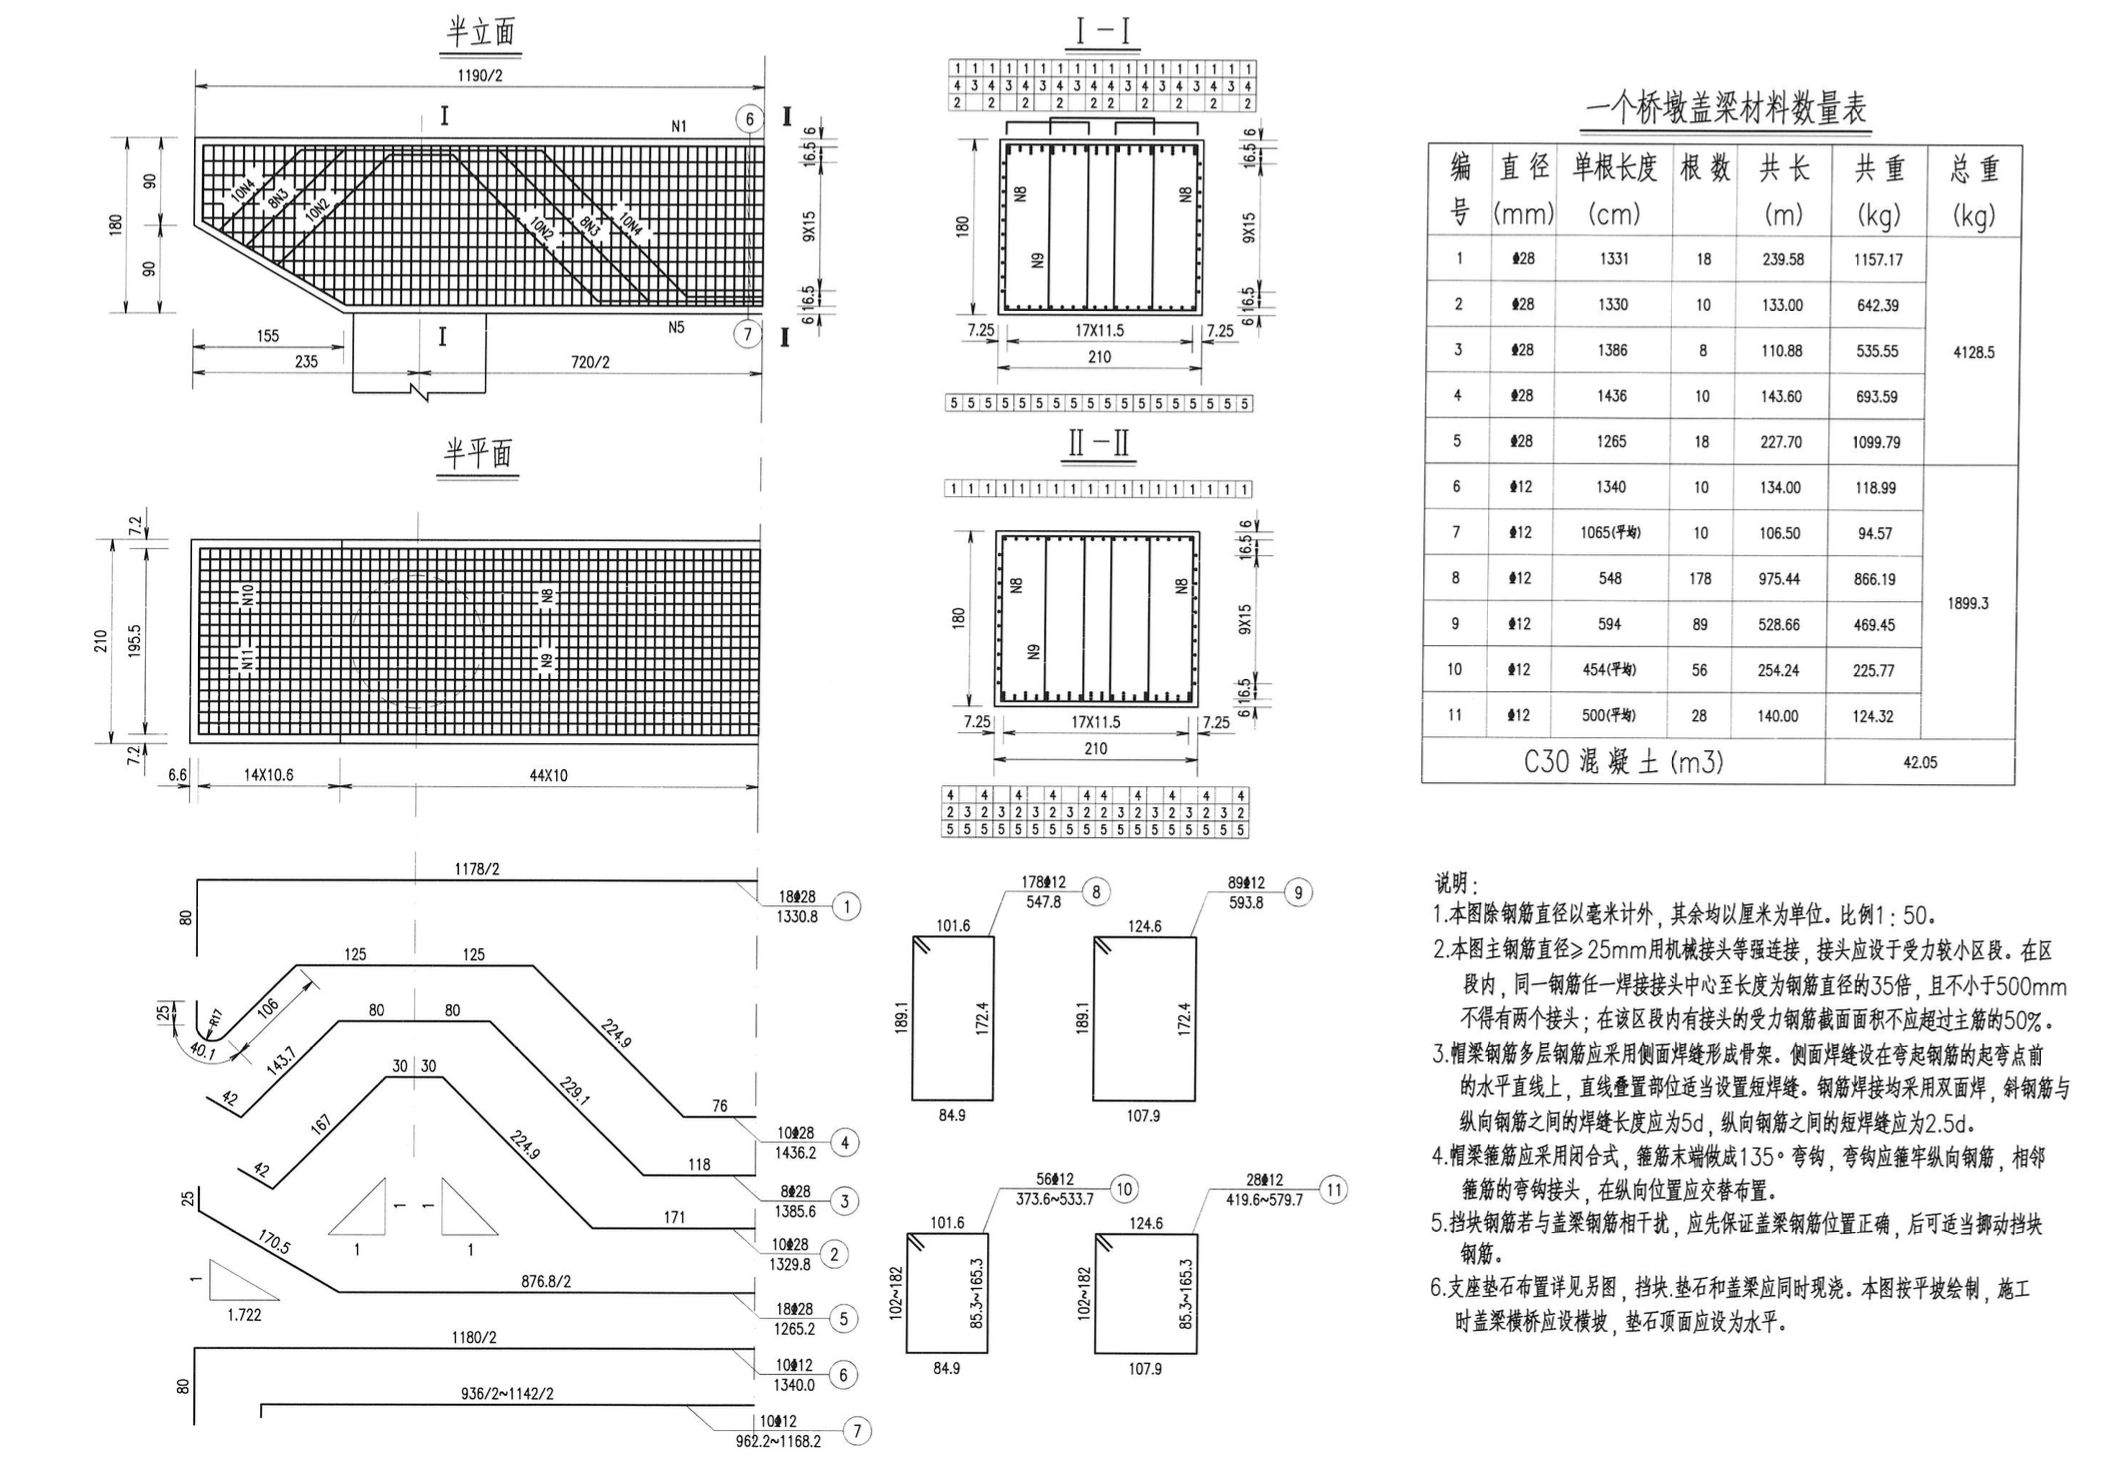 半立面
1190/2
Ⅰ
N1
6
Ⅱ
180
90
90
10N4
8N3
10N2
10N2
8N3
10N4
6
16.5
9X15
16.5
6
Ⅰ
N5
7
Ⅱ
155
235
720/2
半平面
7.2
210
195.5
7.2
N10
N11
N8
N9
6.6
14X10.6
44X10
1178/2
80
18Φ28
1330.8
1
125
125
25
R17
40.1
106
224.9
76
10Φ28
1436.2
4
80
80
143.7
42
229.1
118
8Φ28
1385.6
3
30
30
167
42
224.9
171
10Φ28
1329.8
2
1
1
1
1
25
170.5
876.8/2
1
1.722
18Φ28
1265.2
5
1180/2
80
10Φ12
1340.0
6
936/2~1142/2
10Φ12
962.2~1168.2
7
Ⅰ-Ⅰ
1 1 1 1 1 1 1 1 1 1 1 1 1 1 1 1 1 1
4 3 4 3 4 3 4 3 4 4 3 4 3 4 3 4 3 4
2 2 2 2 2 2 2 2 2 2
180
N8
N9
N8
6
16.5
9X15
16.5
6
7.25
17X11.5
7.25
210
5 5 5 5 5 5 5 5 5 5 5 5 5 5 5 5 5 5
Ⅱ-Ⅱ
1 1 1 1 1 1 1 1 1 1 1 1 1 1 1 1 1 1
180
N8
N9
N8
6
16.5
9X15
16.5
6
7.25
17X11.5
7.25
210
4 4 4 4 4 4 4 4 4 4
2 3 2 3 2 3 2 3 2 2 3 2 3 2 3 2 3 2
5 5 5 5 5 5 5 5 5 5 5 5 5 5 5 5 5 5
178Φ12
547.8
8
101.6
189.1
172.4
84.9
89Φ12
593.8
9
124.6
189.1
172.4
107.9
56Φ12
373.6~533.7
10
101.6
102~182
85.3~165.3
84.9
28Φ12
419.6~579.7
11
124.6
102~182
85.3~165.3
107.9
一个桥墩盖梁材料数量表
编号 直径(mm) 单根长度(cm) 根数 共长(m) 共重(kg) 总重(kg)
1 Φ28 1331 18 239.58 1157.17
2 Φ28 1330 10 133.00 642.39
3 Φ28 1386 8 110.88 535.55 4128.5
4 Φ28 1436 10 143.60 693.59
5 Φ28 1265 18 227.70 1099.79
6 Φ12 1340 10 134.00 118.99
7 Φ12 1065(平均) 10 106.50 94.57
8 Φ12 548 178 975.44 866.19
9 Φ12 594 89 528.66 469.45 1899.3
10 Φ12 454(平均) 56 254.24 225.77
11 Φ12 500(平均) 28 140.00 124.32
C30混凝土(m3) 42.05
说明：
1.本图除钢筋直径以毫米计外，其余均以厘米为单位。比例1：50。
2.本图主钢筋直径≥25mm用机械接头等强连接，接头应设于受力较小区段。在区
段内，同一钢筋任一焊接接头中心至长度为钢筋直径的35倍，且不小于500mm
不得有两个接头；在该区段内有接头的受力钢筋截面面积不应超过主筋的50%。
3.帽梁钢筋多层钢筋应采用侧面焊缝形成骨架。侧面焊缝设在弯起钢筋的起弯点前
的水平直线上，直线叠置部位适当设置短焊缝。钢筋焊接均采用双面焊，斜钢筋与
纵向钢筋之间的焊缝长度应为5d，纵向钢筋之间的短焊缝应为2.5d。
4.帽梁箍筋应采用闭合式，箍筋末端做成135°弯钩，弯钩应箍牢纵向钢筋，相邻
箍筋的弯钩接头，在纵向位置应交替布置。
5.挡块钢筋若与盖梁钢筋相干扰，应先保证盖梁钢筋位置正确，后可适当挪动挡块
钢筋。
6.支座垫石布置详见另图，挡块.垫石和盖梁应同时现浇。本图按平坡绘制，施工
时盖梁横桥应设横坡，垫石顶面应设为水平。